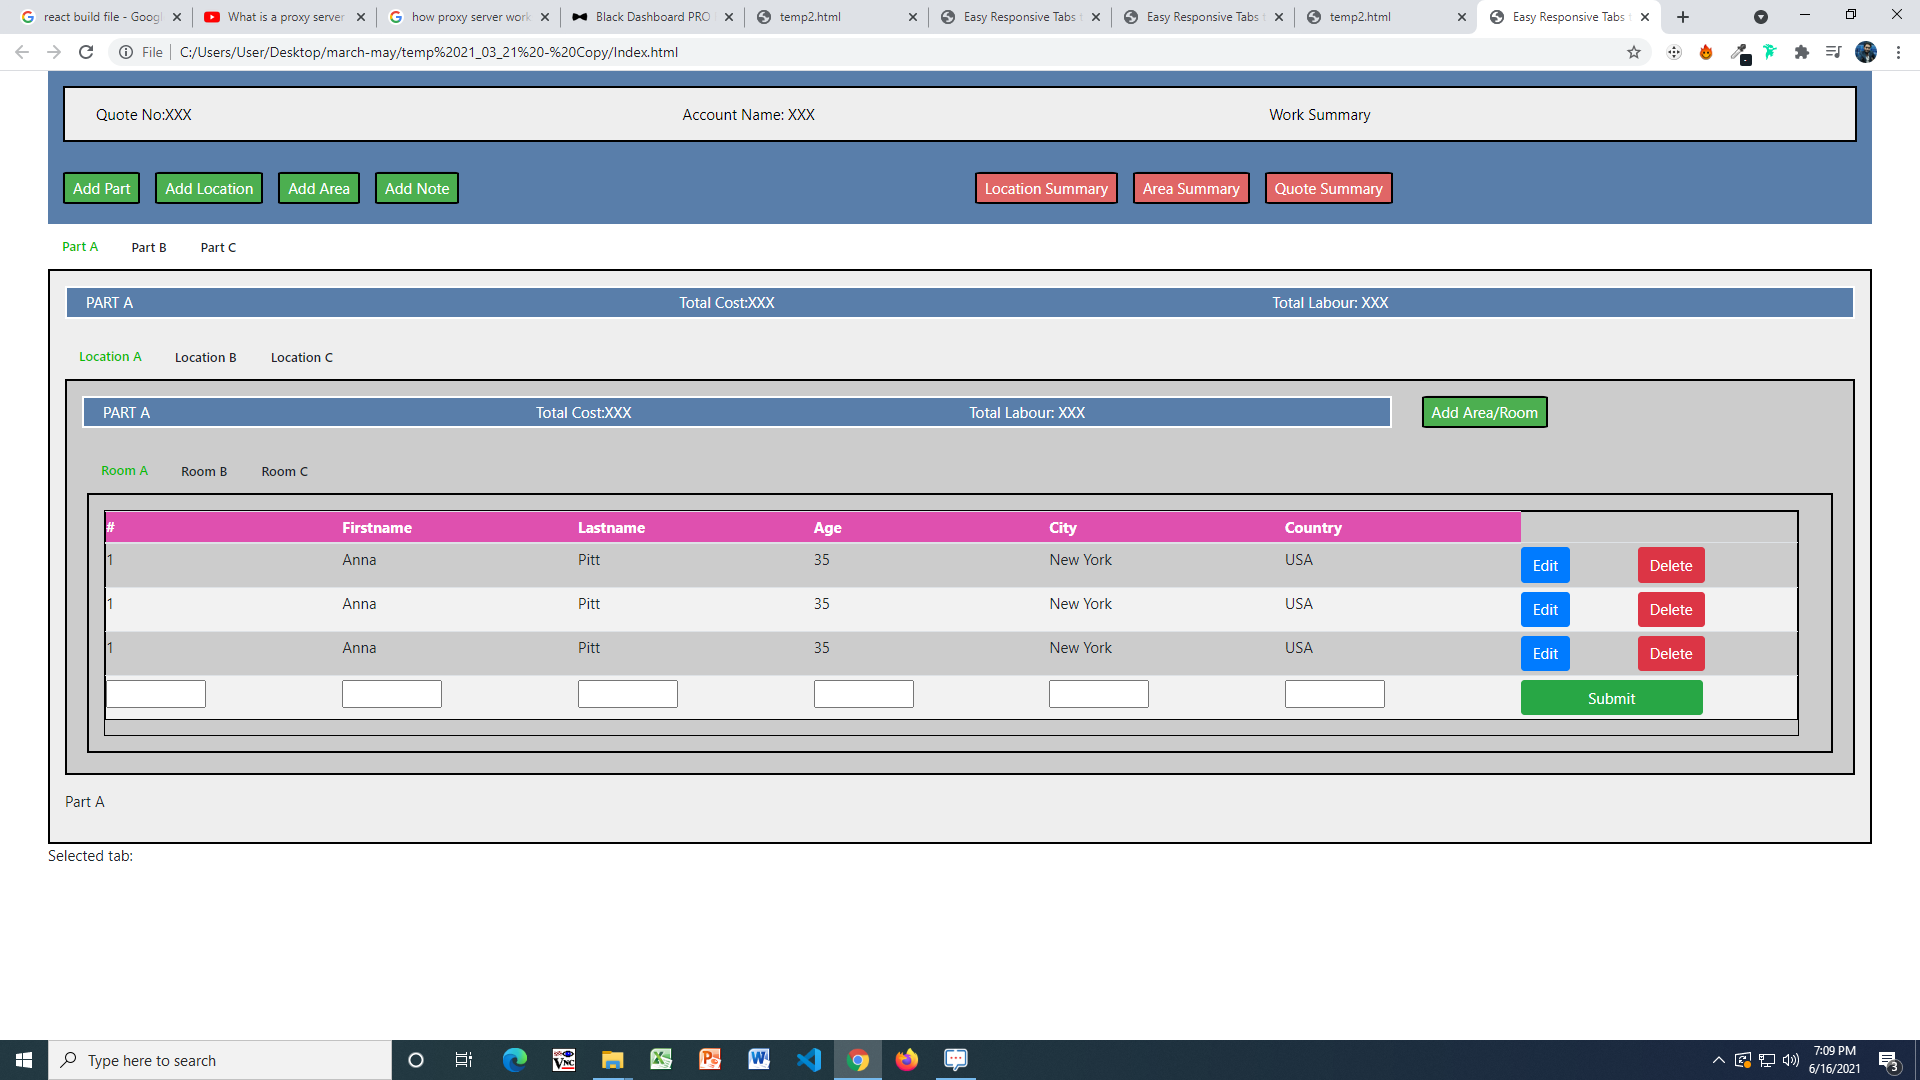 react build file - Goog
What is a proxy server
how proxy server work
Black Dashboard PRO
temp2.html
Easy Responsive Tabs
Easy Responsive Tabs
temp2.html
Easy Responsive Tabs
File C:/Users/User/Desktop/march-may/temp%2021_03_21%20-%20Copy/Index.html
Quote No:XXX Account Name: XXX Work Summary
Add Part Add Location Add Area Add Note Location Summary Area Summary Quote Summary
Part A Part B Part C
PART A Total Cost:XXX Total Labour: XXX
Location A Location B Location C
PART A Total Cost:XXX Total Labour: XXX Add Area/Room
Room A Room B Room C
# Firstname Lastname Age City Country
1 Anna Pitt 35 New York USA Edit Delete
1 Anna Pitt 35 New York USA Edit Delete
1 Anna Pitt 35 New York USA Edit Delete
Submit
Part A
Selected tab:
Type here to search
7:09 PM
6/16/2021
3